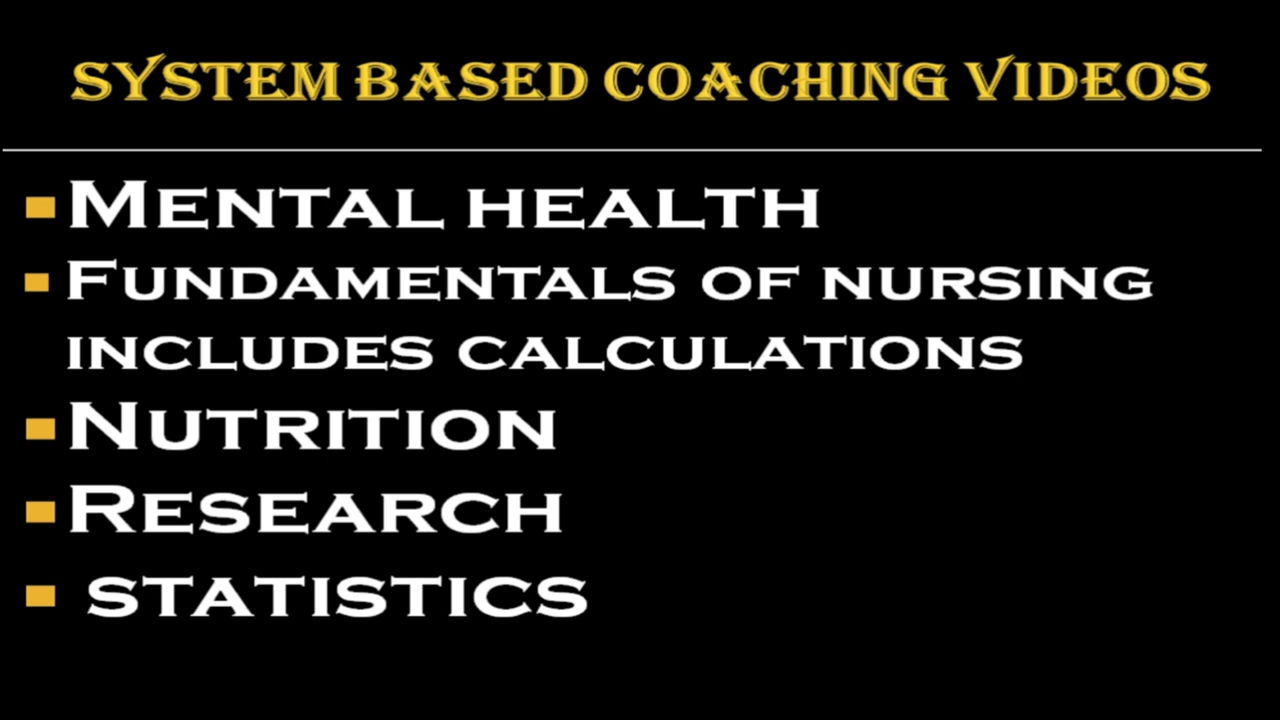 SYSTEM BASED COACHING VIDEOS
MENTAL HEALTH
FUNDAMENTALS OF NURSING
INCLUDES CALCULATIONS
NUTRITION
RESEARCH
STATISTICS